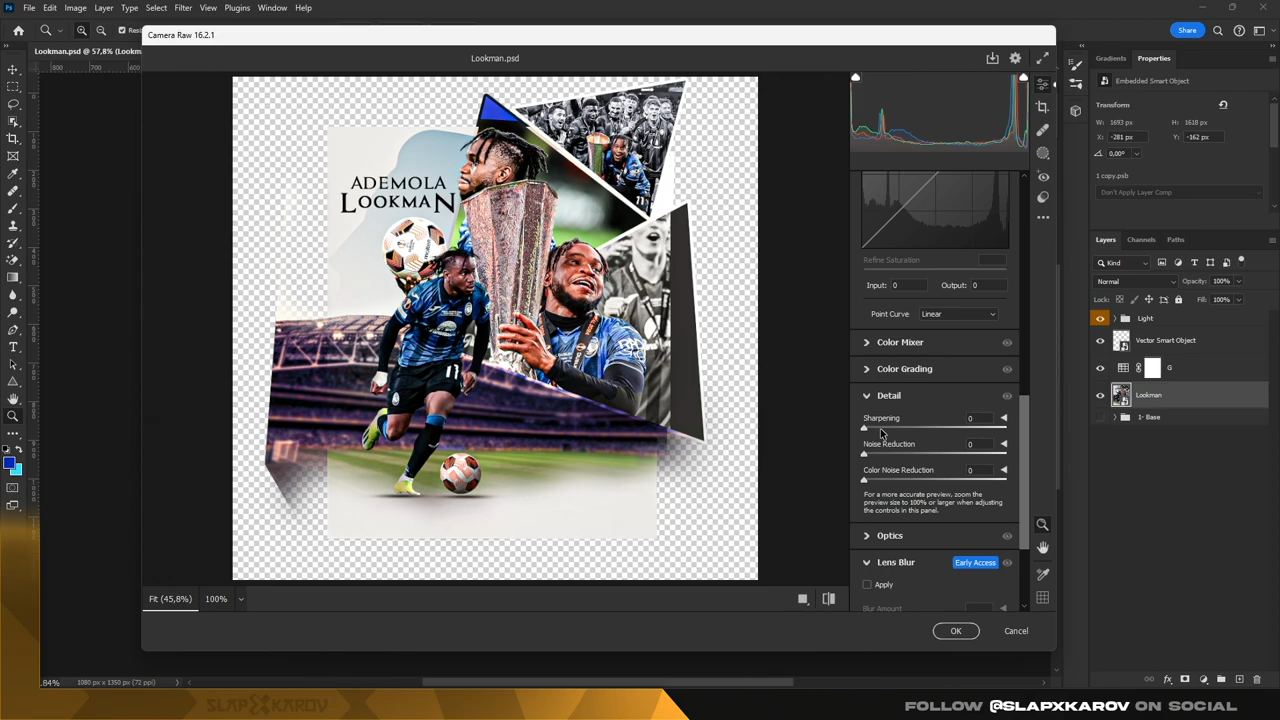 Ps File Edit Image Layer Type Select Filter View Plugins Window Help
Share
Lookman.psd @ 57,8% (Lookm
Camera Raw 16.2.1
Lookman.psd
700 800 600
ADEMOLA
LOOKMAN
11
Refine Saturation
Input: 0 Output: 0
Point Curve: Linear
Color Mixer
Color Grading
Detail
Sharpening 0
Noise Reduction 0
Color Noise Reduction 0
For a more accurate preview, zoom the
preview size to 100% or larger when adjusting
the controls in this panel.
Optics
Lens Blur Early Access
Apply
Blur Amount
Fit (45,8%) 100%
OK Cancel
Gradients Properties
Embedded Smart Object
Transform
W: 1693 px H: 1618 px
X: -281 px Y: -162 px
0,00°
1 copy.psb
Don't Apply Layer Comp
Layers Channels Paths
Kind
Normal Opacity: 100%
Lock: Fill: 100%
Light
Vector Smart Object
G
Lookman
1- Base
.84% 1080 px x 1350 px (72 ppi)
SLAPXKAROV
FOLLOW @SLAPXKAROV ON SOCIAL